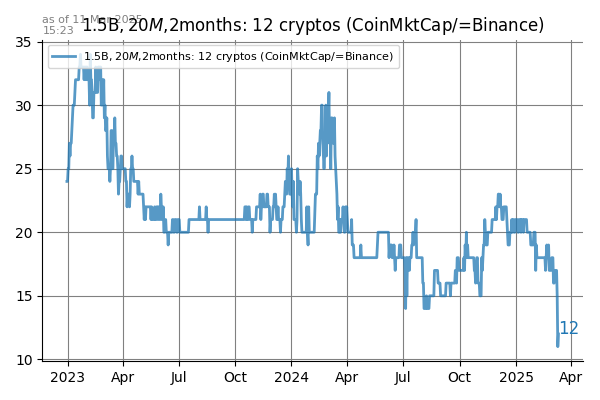 as of 11 Mar 2025
15:23
1.5B, 20M, 2months: 12 cryptos (CoinMktCap/=Binance)
1.5B, 20M, 2months: 12 cryptos (CoinMktCap/=Binance)
35
30
25
20
15
10
12
2023
Apr
Jul
Oct
2024
Apr
Jul
Oct
2025
Apr